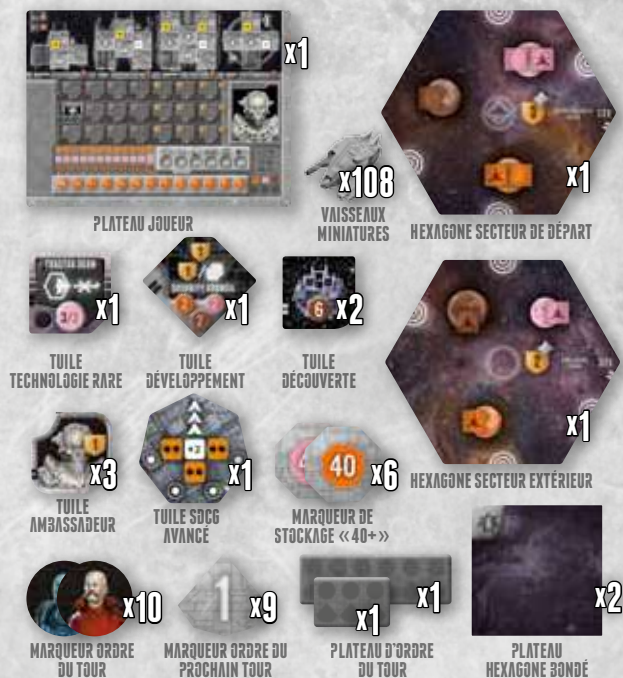 x1
PLATEAU JOUEUR
x108
VAISSEAUX
MINIATURES
x1
HEXAGONE SECTEUR DE DÉPART
x1
TUILE
TECHNOLOGIE RARE
x1
TUILE
DÉVELOPPEMENT
6
x2
TUILE
DÉCOUVERTE
2
x1
HEXAGONE SECTEUR EXTÉRIEUR
1
x3
TUILE
AMBASSADEUR
x1
TUILE SDCG
AVANCÉ
40
x6
MARQUEUR DE
STOCKAGE « 40+ »
x10
MARQUEUR ORDRE
DU TOUR
1
x9
MARQUEUR ORDRE DU
PROCHAIN TOUR
x1
x1
PLATEAU D'ORDRE
DU TOUR
x2
PLATEAU
HEXAGONE BONDÉ